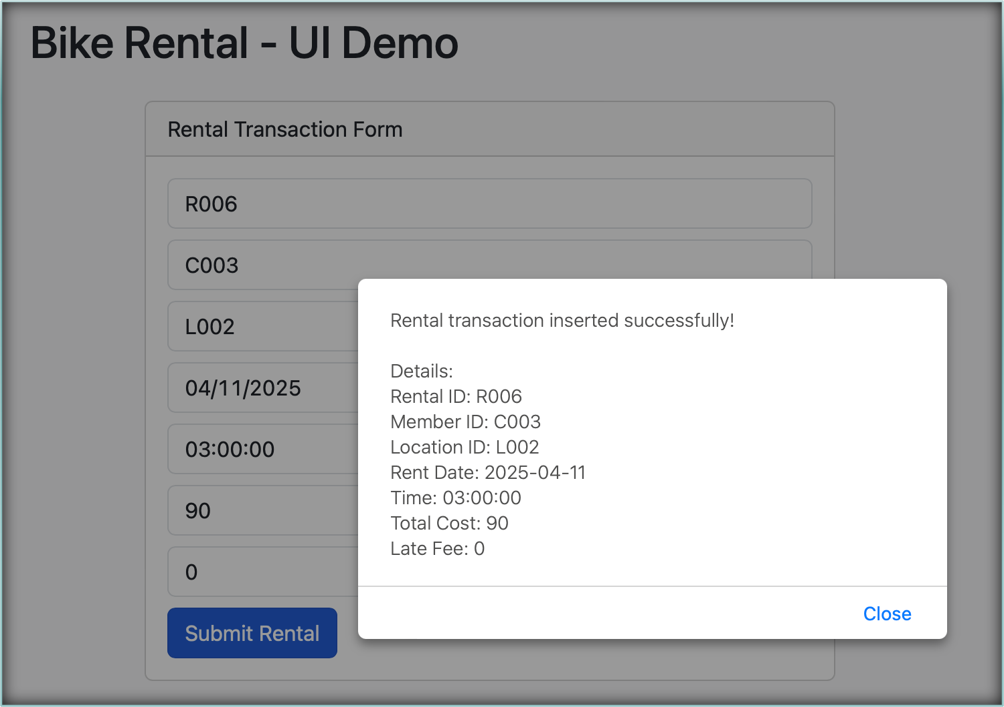 Bike Rental - UI Demo
Rental Transaction Form
R006
C003
L002
04/11/2025
03:00:00
90
0
Submit Rental
Rental transaction inserted successfully!
Details:
Rental ID: R006
Member ID: C003
Location ID: L002
Rent Date: 2025-04-11
Time: 03:00:00
Total Cost: 90
Late Fee: 0
Close